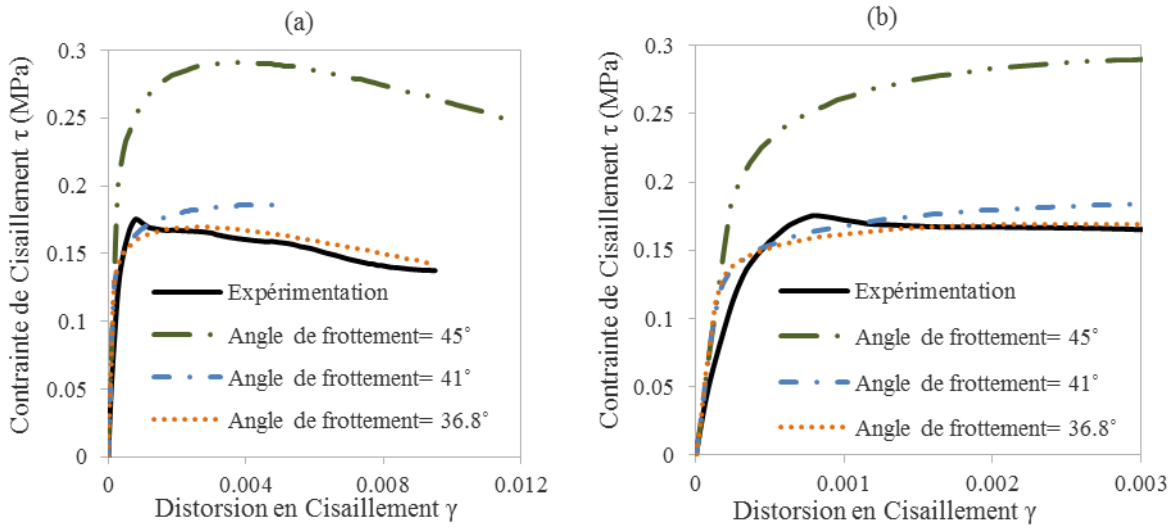 (a)
Contrainte de Cisaillement τ (MPa)
0.3
0.25
0.2
0.15
0.1
0.05
0
Expérimentation
Angle de frottement= 45˚
Angle de frottement= 41˚
Angle de frottement= 36.8˚
0 0.004 0.008 0.012
Distorsion en Cisaillement γ
(b)
Contrainte de Cisaillement τ (MPa)
0.3
0.25
0.2
0.15
0.1
0.05
0
Expérimentation
Angle de frottement= 45˚
Angle de frottement= 41˚
Angle de frottement= 36.8˚
0 0.001 0.002 0.003
Distorsion en Cisaillement γ